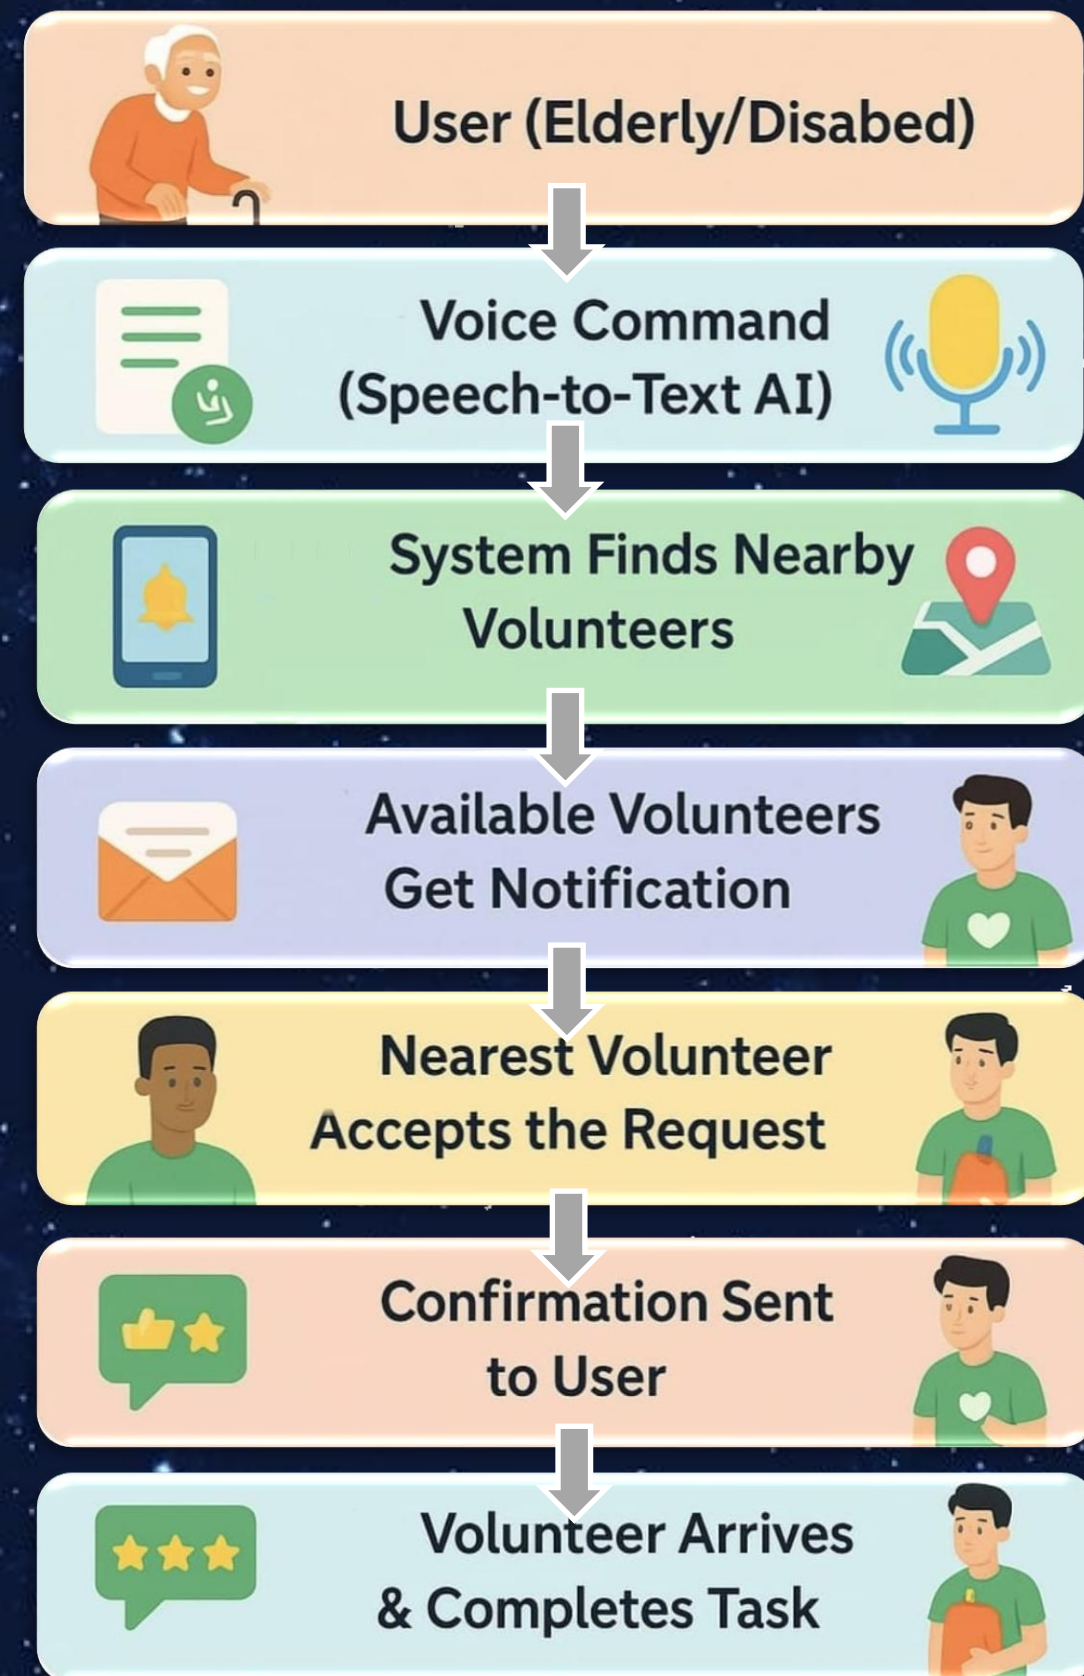 User (Elderly/Disabed)
Voice Command
(Speech-to-Text AI)
System Finds Nearby
Volunteers
Available Volunteers
Get Notification
Nearest Volunteer
Accepts the Request
Confirmation Sent
to User
Volunteer Arrives
& Completes Task